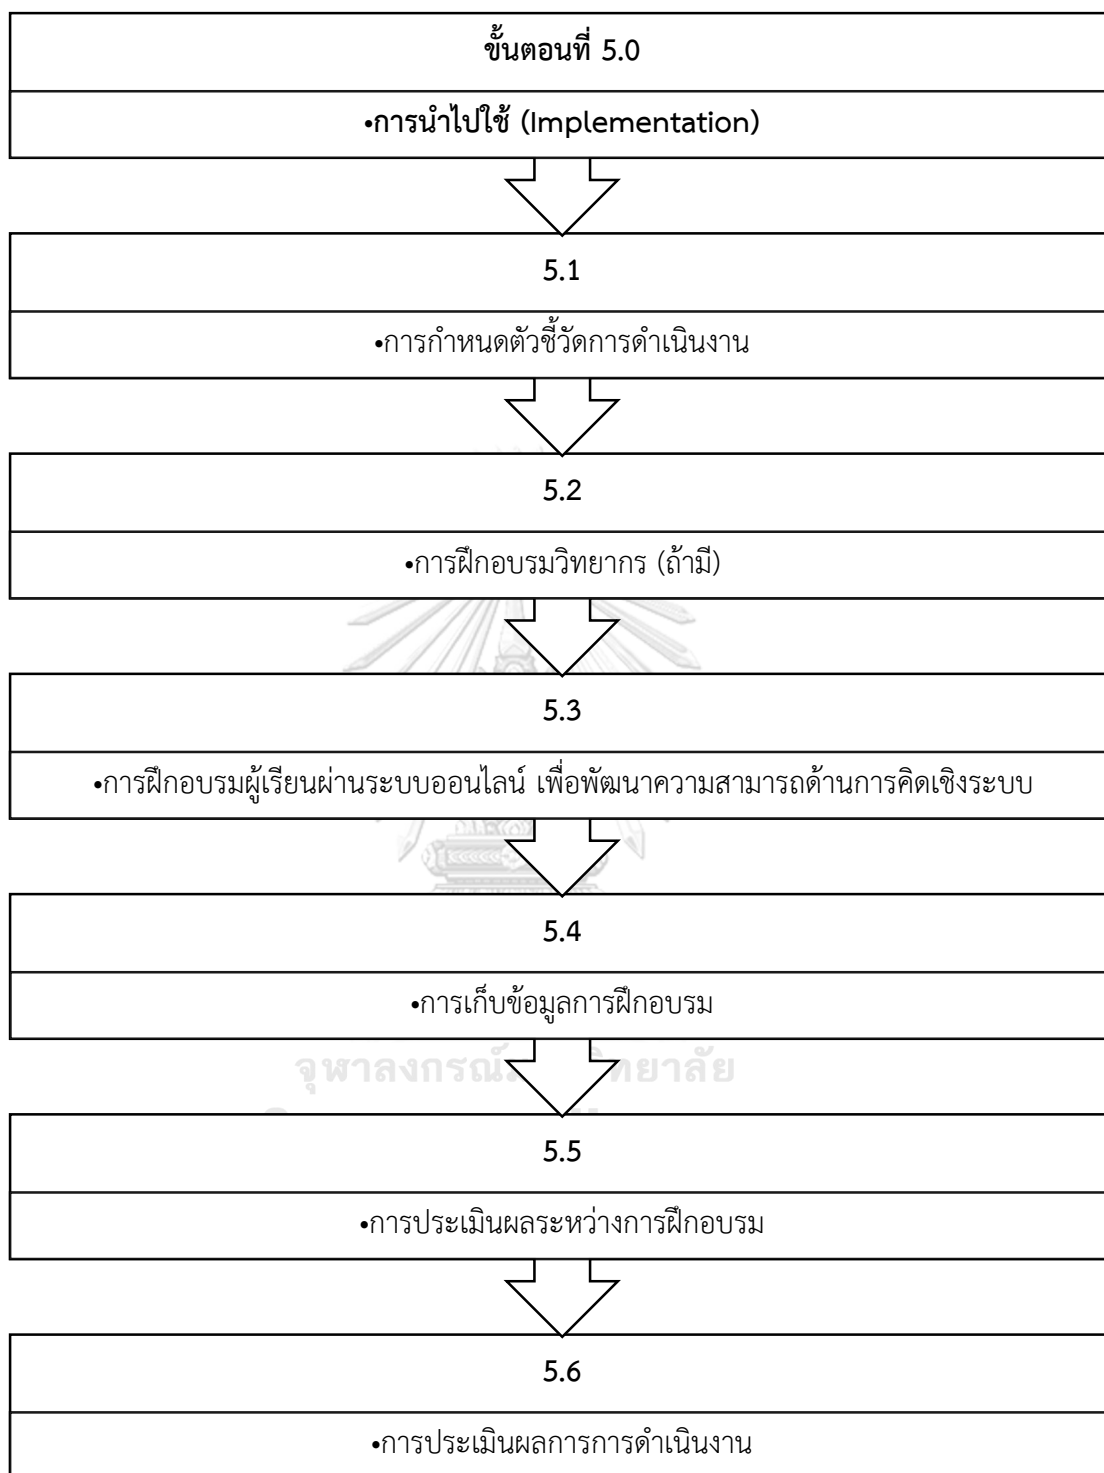 ขั้นตอนที่ 5.0
•การนำไปใช้ (Implementation)
5.1
•การกำหนดตัวชี้วัดการดำเนินงาน
5.2
•การฝึกอบรมวิทยากร (ถ้ามี)
5.3
•การฝึกอบรมผู้เรียนผ่านระบบออนไลน์ เพื่อพัฒนาความสามารถด้านการคิดเชิงระบบ
5.4
•การเก็บข้อมูลการฝึกอบรม
จุฬาลงกรณ์ ทยาลัย
5.5
•การประเมินผลระหว่างการฝึกอบรม
5.6
•การประเมินผลการการดำเนินงาน